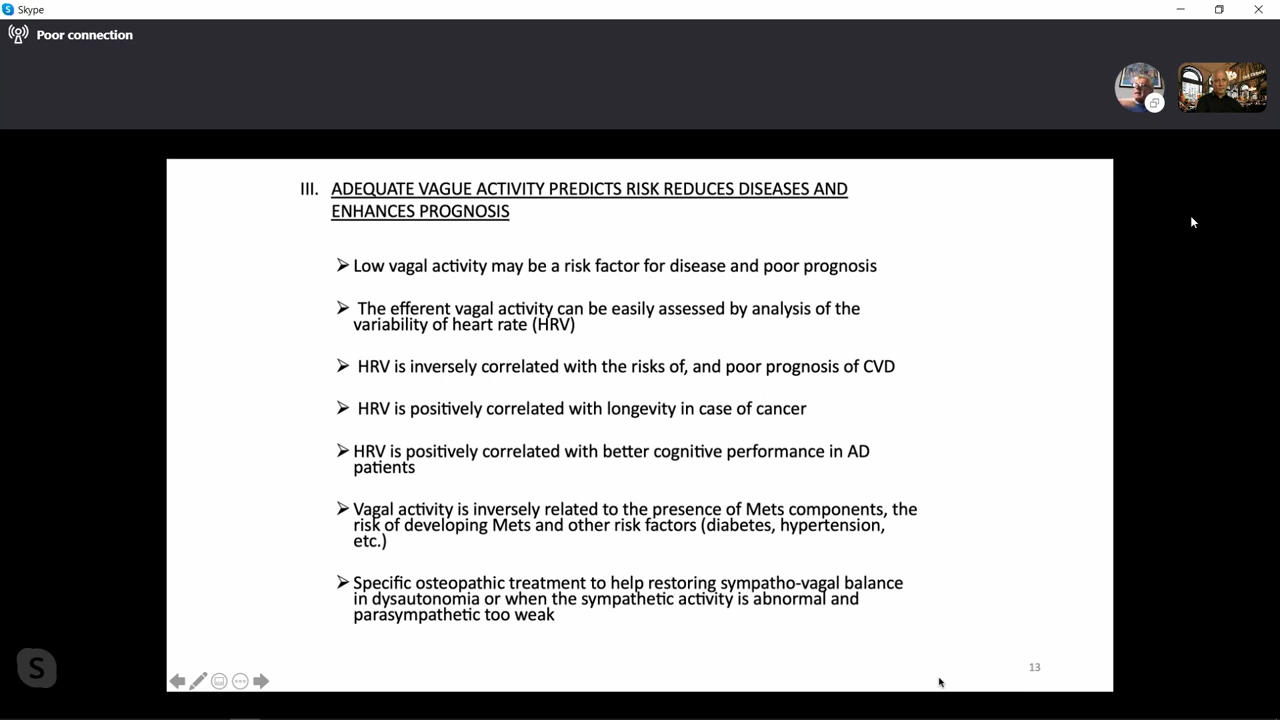 Skype
Poor connection
III. ADEQUATE VAGUE ACTIVITY PREDICTS RISK REDUCES DISEASES AND
ENHANCES PROGNOSIS
Low vagal activity may be a risk factor for disease and poor prognosis
The efferent vagal activity can be easily assessed by analysis of the
variability of heart rate (HRV)
HRV is inversely correlated with the risks of, and poor prognosis of CVD
HRV is positively correlated with longevity in case of cancer
HRV is positively correlated with better cognitive performance in AD
patients
Vagal activity is inversely related to the presence of Mets components, the
risk of developing Mets and other risk factors (diabetes, hypertension,
etc.)
Specific osteopathic treatment to help restoring sympatho-vagal balance
in dysautonomia or when the sympathetic activity is abnormal and
parasympathetic too weak
13
S